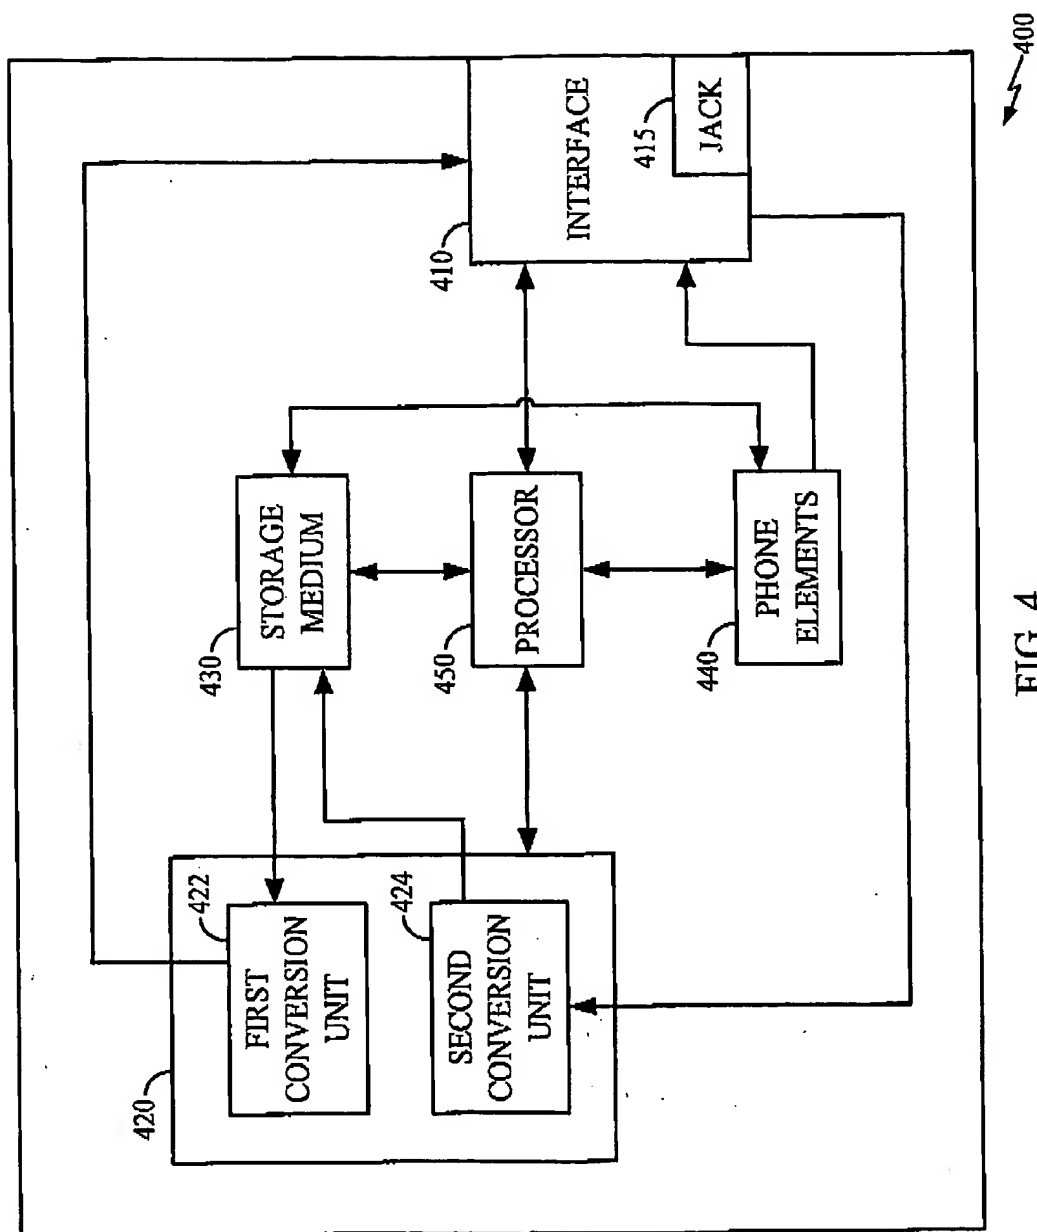 400
INTERFACE
410
415
JACK
STORAGE
MEDIUM
430
PROCESSOR
450
PHONE
ELEMENTS
440
420
FIRST
CONVERSION
UNIT
422
SECOND
CONVERSION
UNIT
424
FIG. 4